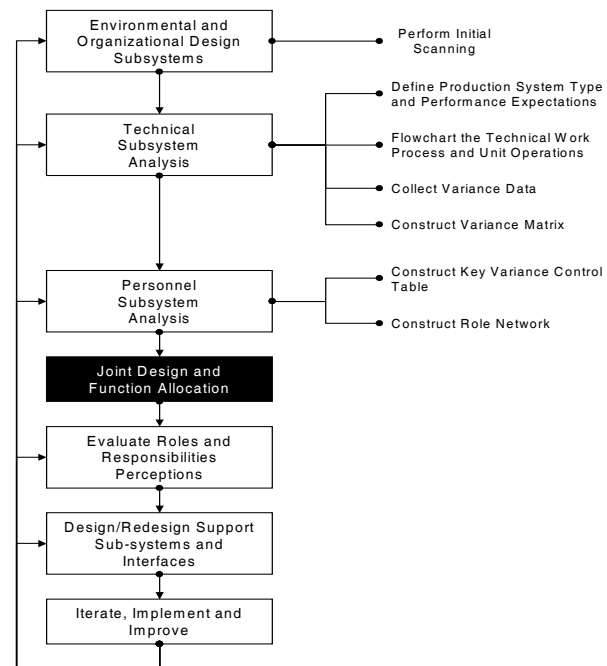 Environmental and
Organizational Design
Subsystems
Perform Initial
Scanning
Technical
Subsystem
Analysis
Define Production System Type
and Performance Expectations
Flowchart the Technical Work
Process and Unit Operations
Collect Variance Data
Construct Variance Matrix
Personnel
Subsystem
Analysis
Construct Key Variance Control
Table
Construct Role Network
Joint Design and
Function Allocation
Evaluate Roles and
Responsibilities
Perceptions
Design/Redesign Support
Sub-systems and
Interfaces
Iterate, Implement and
Improve